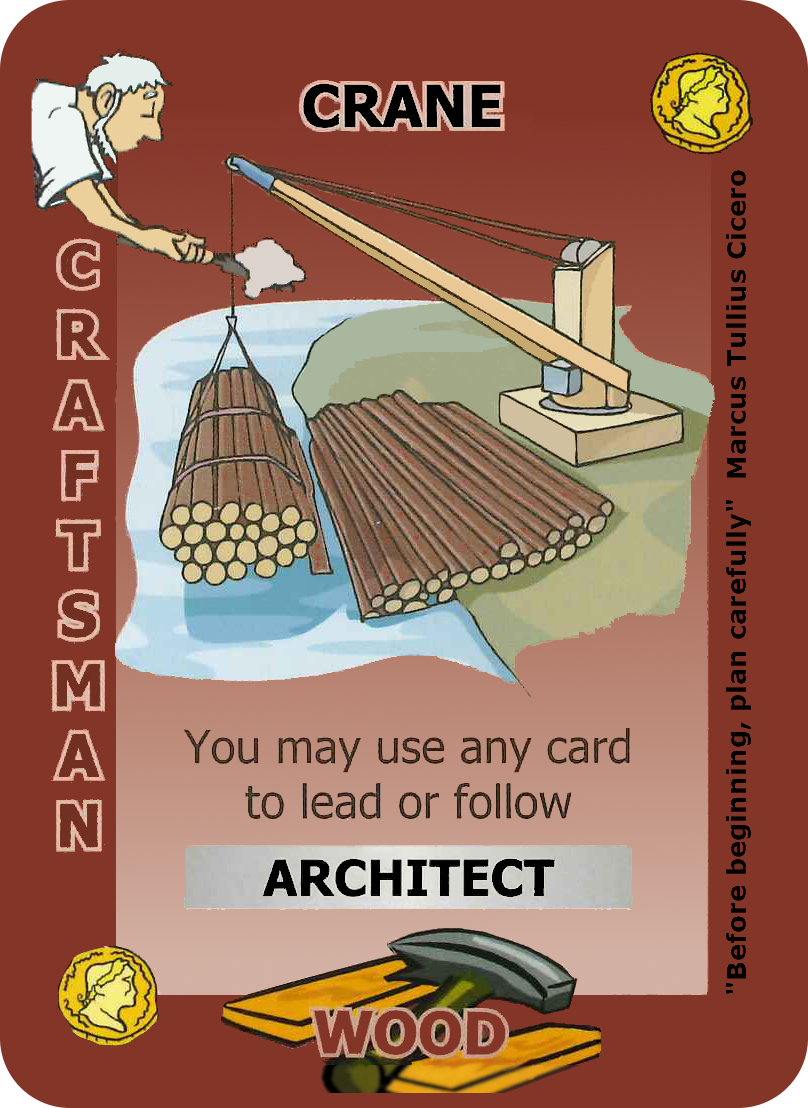 CRANE
CRAFTSMAN
"Before beginning, plan carefully" Marcus Tullius Cicero
You may use any card
to lead or follow
ARCHITECT
WOOD